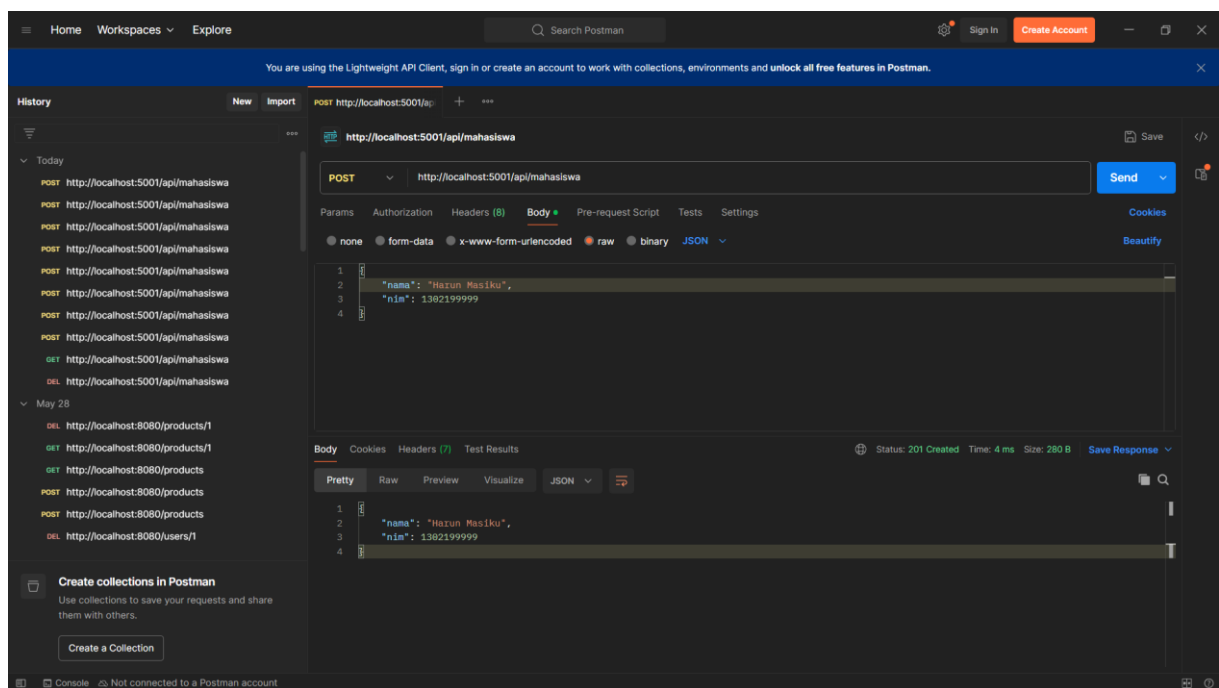 Home Workspaces Explore Search Postman Sign In Create Account
You are using the Lightweight API Client, sign in or create an account to work with collections, environments and unlock all free features in Postman.
History New Import
POST http://localhost:5001/ap
Today
POST http://localhost:5001/api/mahasiswa
POST http://localhost:5001/api/mahasiswa
POST http://localhost:5001/api/mahasiswa
POST http://localhost:5001/api/mahasiswa
POST http://localhost:5001/api/mahasiswa
POST http://localhost:5001/api/mahasiswa
POST http://localhost:5001/api/mahasiswa
POST http://localhost:5001/api/mahasiswa
GET http://localhost:5001/api/mahasiswa
DEL http://localhost:5001/api/mahasiswa
May 28
DEL http://localhost:8080/products/1
GET http://localhost:8080/products/1
GET http://localhost:8080/products
POST http://localhost:8080/products
POST http://localhost:8080/products
DEL http://localhost:8080/users/1
Create collections in Postman
Use collections to save your requests and share
them with others.
Create a Collection
HTTP http://localhost:5001/api/mahasiswa Save </>
POST http://localhost:5001/api/mahasiswa Send
Params Authorization Headers (8) Body Pre-request Script Tests Settings Cookies
none form-data x-www-form-urlencoded raw binary JSON Beautify
1 {
2 "nama": "Harun Masiku",
3 "nim": 1302199999
4 }
Body Cookies Headers (7) Test Results Status: 201 Created Time: 4 ms Size: 280 B Save Response
Pretty Raw Preview Visualize JSON
1 {
2 "nama": "Harun Masiku",
3 "nim": 1302199999
4 }
Console Not connected to a Postman account